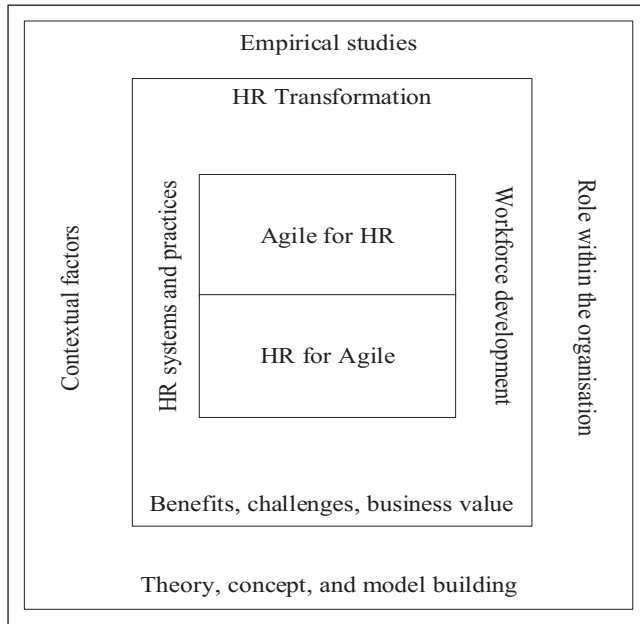 Empirical studies
HR Transformation
Contextual factors
HR systems and practices
Agile for HR
HR for Agile
Workforce development
Role within the organisation
Benefits, challenges, business value
Theory, concept, and model building